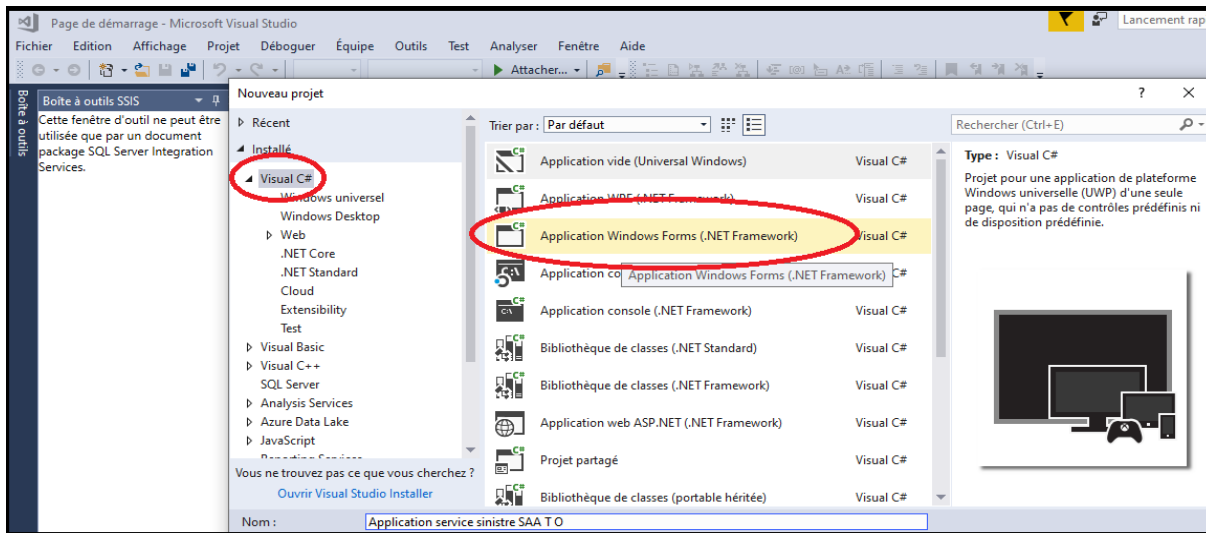 Page de démarrage - Microsoft Visual Studio
Lancement rap
Fichier Edition Affichage Projet Déboguer Équipe Outils Test Analyser Fenêtre Aide
Attacher...
Boîte à outils
Boîte à outils SSIS
Cette fenêtre d'outil ne peut être
utilisée que par un document
package SQL Server Integration
Services.
Nouveau projet
? X
Récent
Installé
Visual C#
Windows universel
Windows Desktop
Web
.NET Core
.NET Standard
Cloud
Extensibility
Test
Visual Basic
Visual C++
SQL Server
Analysis Services
Azure Data Lake
JavaScript
Reporting Services
Vous ne trouvez pas ce que vous cherchez ?
Ouvrir Visual Studio Installer
Trier par : Par défaut
Application vide (Universal Windows) Visual C#
Application WPF (.NET Framework) Visual C#
Application Windows Forms (.NET Framework) Visual C#
Application co
Application Windows Forms (.NET Framework)
C#
Application console (.NET Framework) Visual C#
Bibliothèque de classes (.NET Standard) Visual C#
Bibliothèque de classes (.NET Framework) Visual C#
Application web ASP.NET (.NET Framework) Visual C#
Projet partagé Visual C#
Bibliothèque de classes (portable héritée) Visual C#
Rechercher (Ctrl+E)
Type : Visual C#
Projet pour une application de plateforme
Windows universelle (UWP) d'une seule
page, qui n'a pas de contrôles prédéfinis ni
de disposition prédéfinie.
Nom : Application service sinistre SAA T O